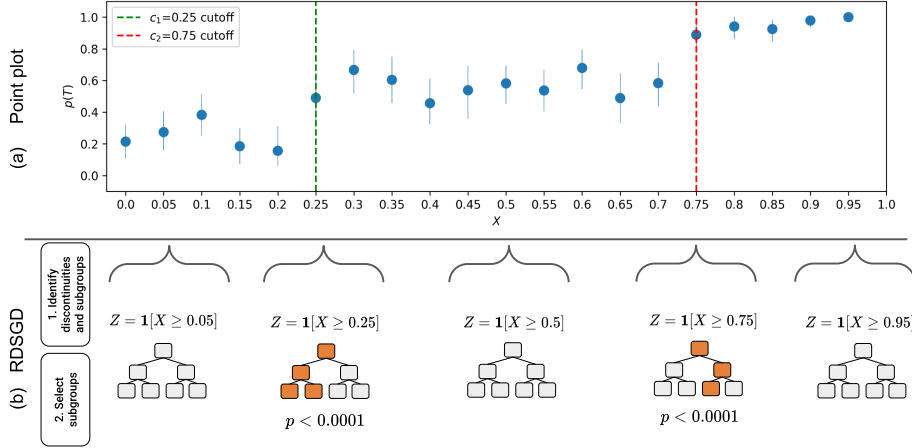 (a) Point plot
p(T)
1.0
0.8
0.6
0.4
0.2
0.0
c₁=0.25 cutoff
c₂=0.75 cutoff
0.0 0.05 0.1 0.15 0.2 0.25 0.3 0.35 0.4 0.45 0.5 0.55 0.6 0.65 0.7 0.75 0.8 0.85 0.9 0.95 1.0
X
(b) RDSGD
1. Identify
discontinuities
and subgroups
Z = 1[X ≥ 0.05] Z = 1[X ≥ 0.25] Z = 1[X ≥ 0.5] Z = 1[X ≥ 0.75] Z = 1[X ≥ 0.95]
2. Select
subgroups
p < 0.0001 p < 0.0001